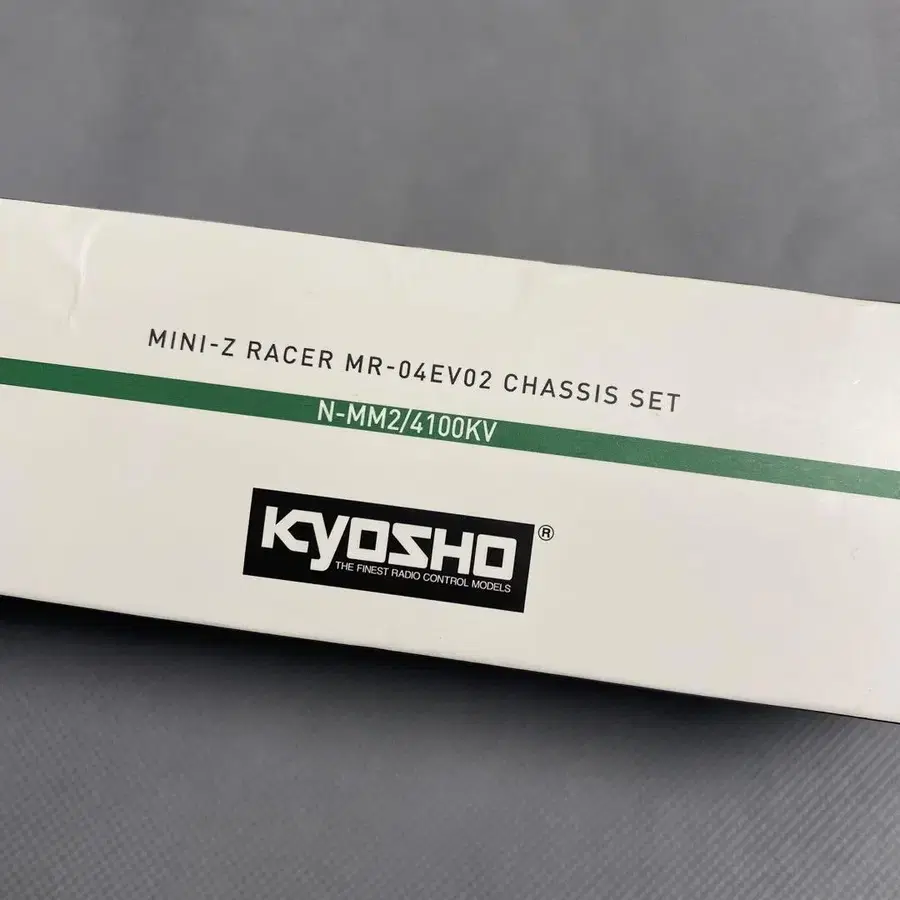 MINI-Z RACER MR-04EV02 CHASSIS SET
N-MM2/4100KV
KYOSHO®
THE FINEST RADIO CONTROL MODELS